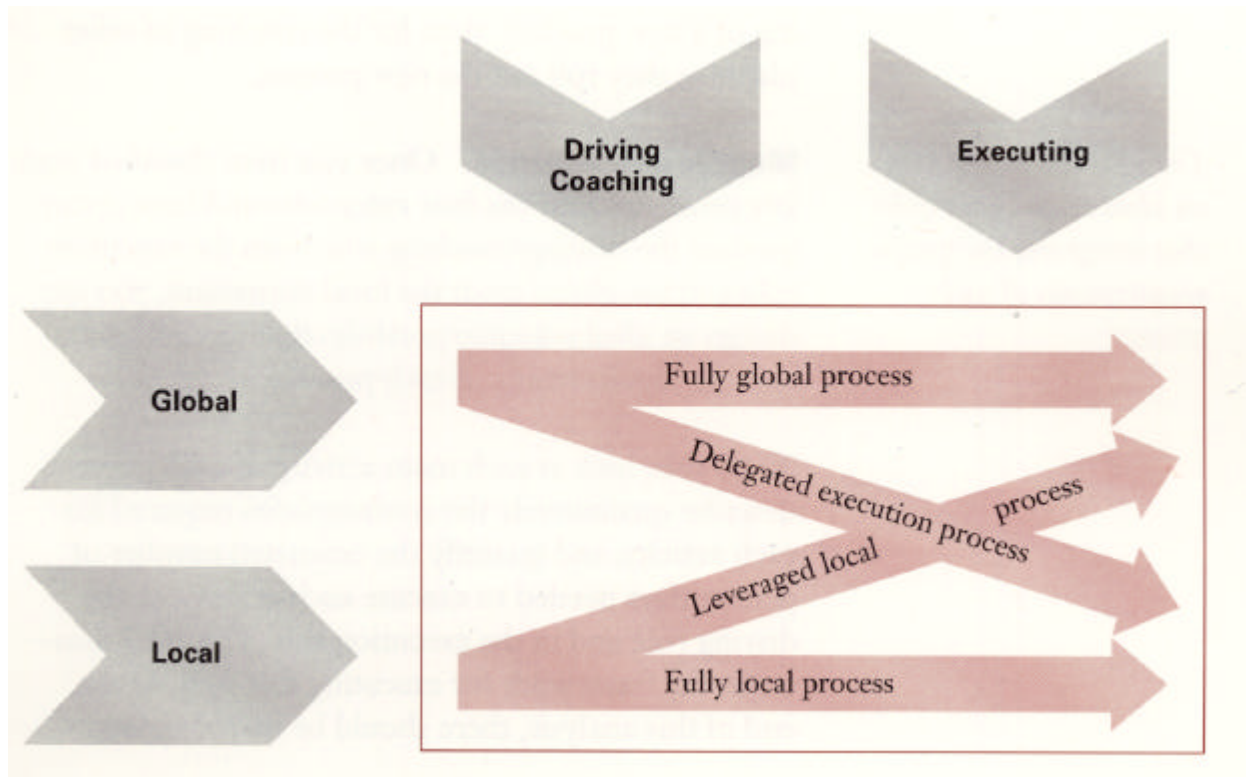 Driving
Coaching
Executing
Global
Fully global process
Delegated execution process
Leveraged local process
Local
Fully local process